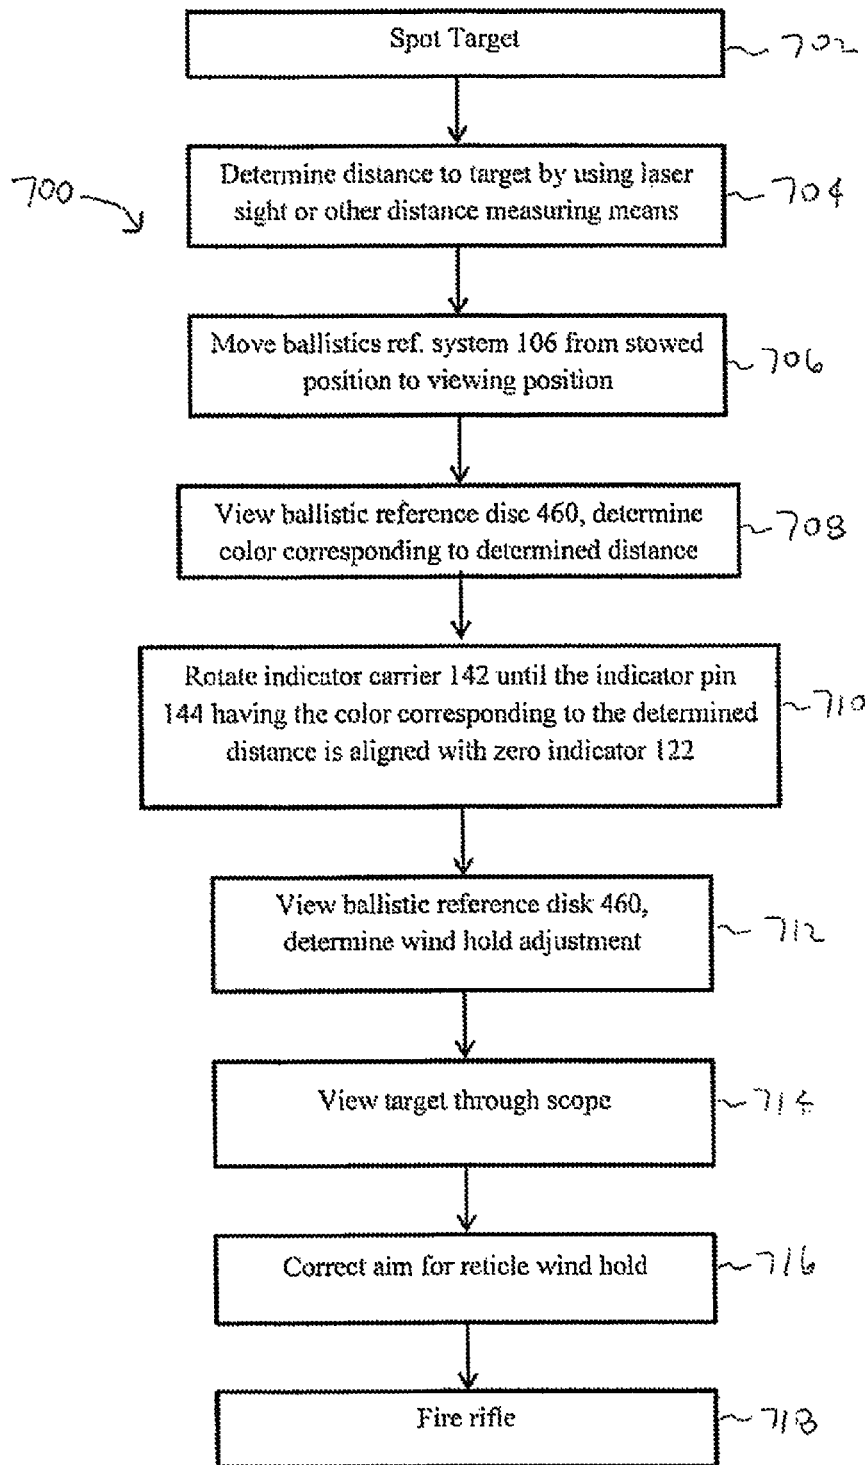 Spot Target
702
700
Determine distance to target by using laser
sight or other distance measuring means
704
Move ballistics ref. system 106 from stowed
position to viewing position
706
View ballistic reference disc 460, determine
color corresponding to determined distance
708
Rotate indicator carrier 142 until the indicator pin
144 having the color corresponding to the determined
distance is aligned with zero indicator 122
710
View ballistic reference disk 460,
determine wind hold adjustment
712
View target through scope
714
Correct aim for reticle wind hold
716
Fire rifle
718